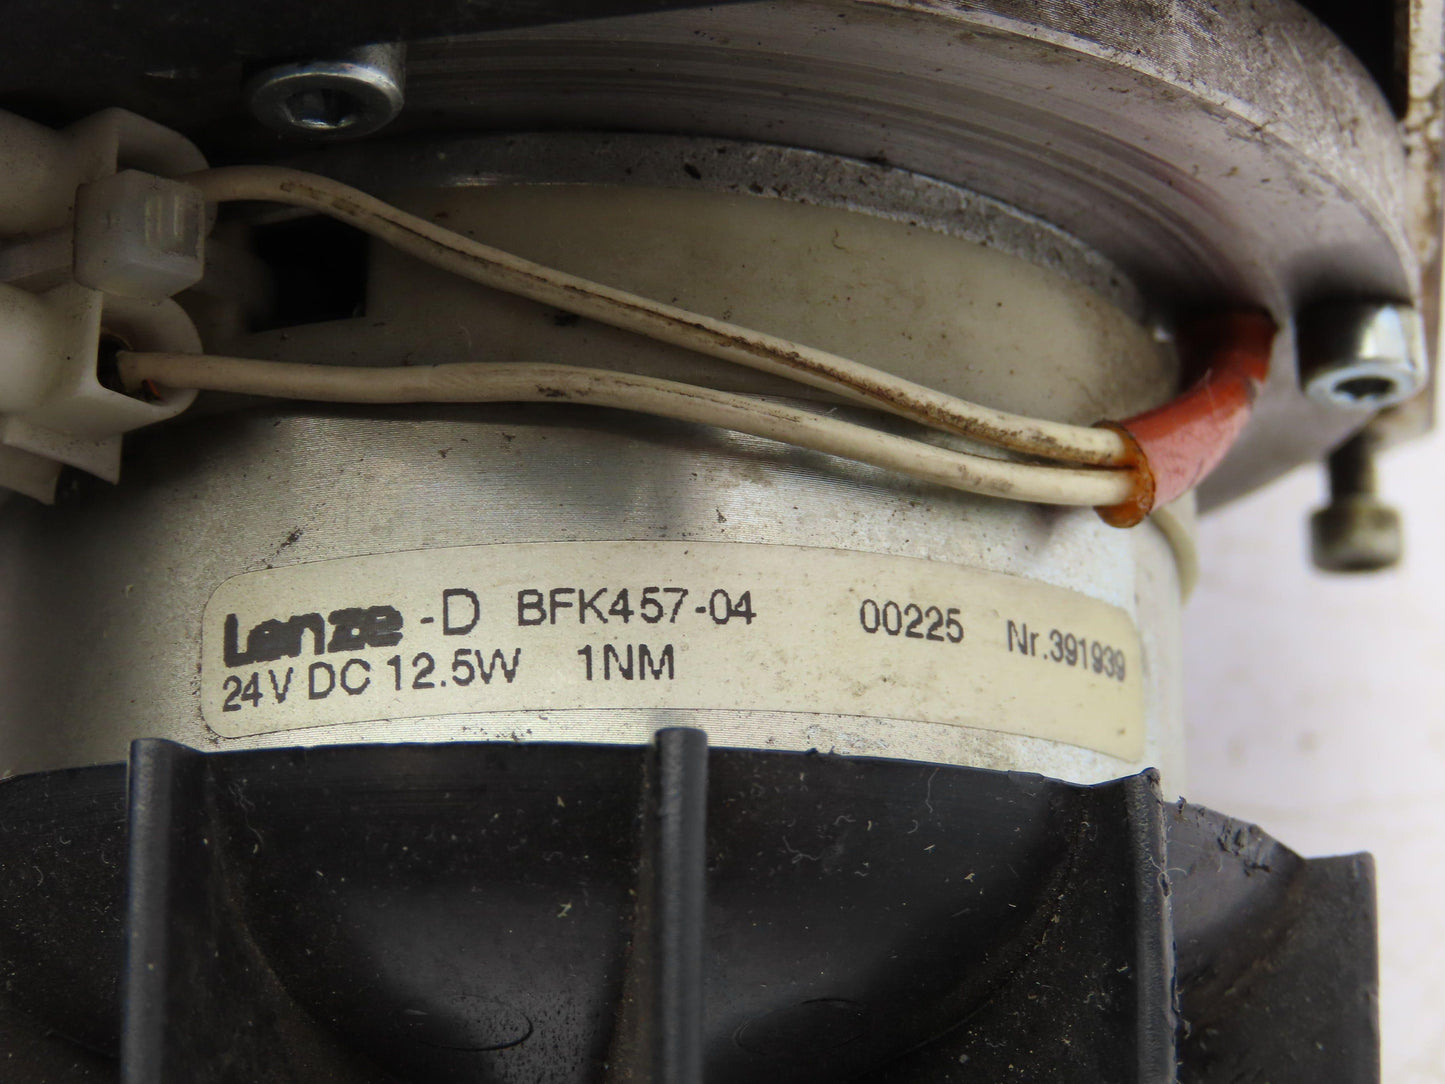 Lenze -D BFK457-04 00225 Nr.391939
24V DC 12.5W 1NM